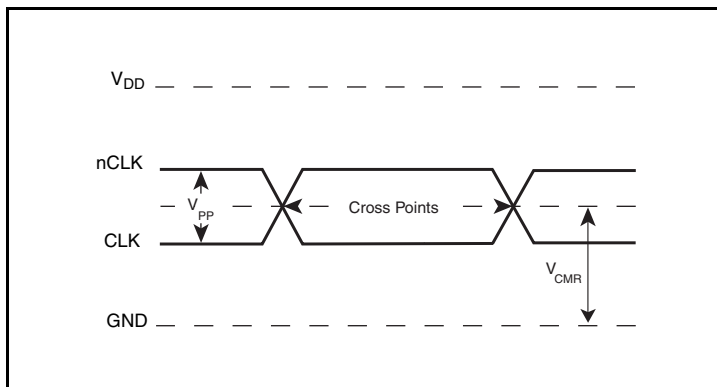 VDD
nCLK
VPP
Cross Points
CLK
VCMR
GND